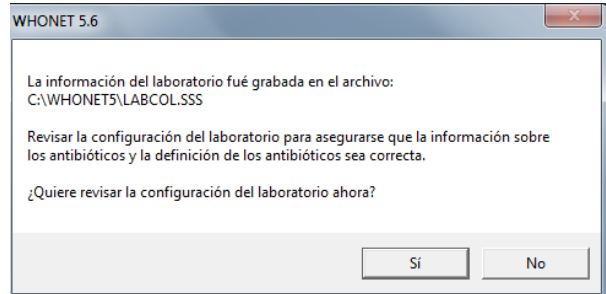 WHONET 5.6
La información del laboratorio fué grabada en el archivo:
C:\WHONET5\LABCOL.SSS
Revisar la configuración del laboratorio para asegurarse que la información sobre
los antibióticos y la definición de los antibióticos sea correcta.
¿Quiere revisar la configuración del laboratorio ahora?
Sí
No